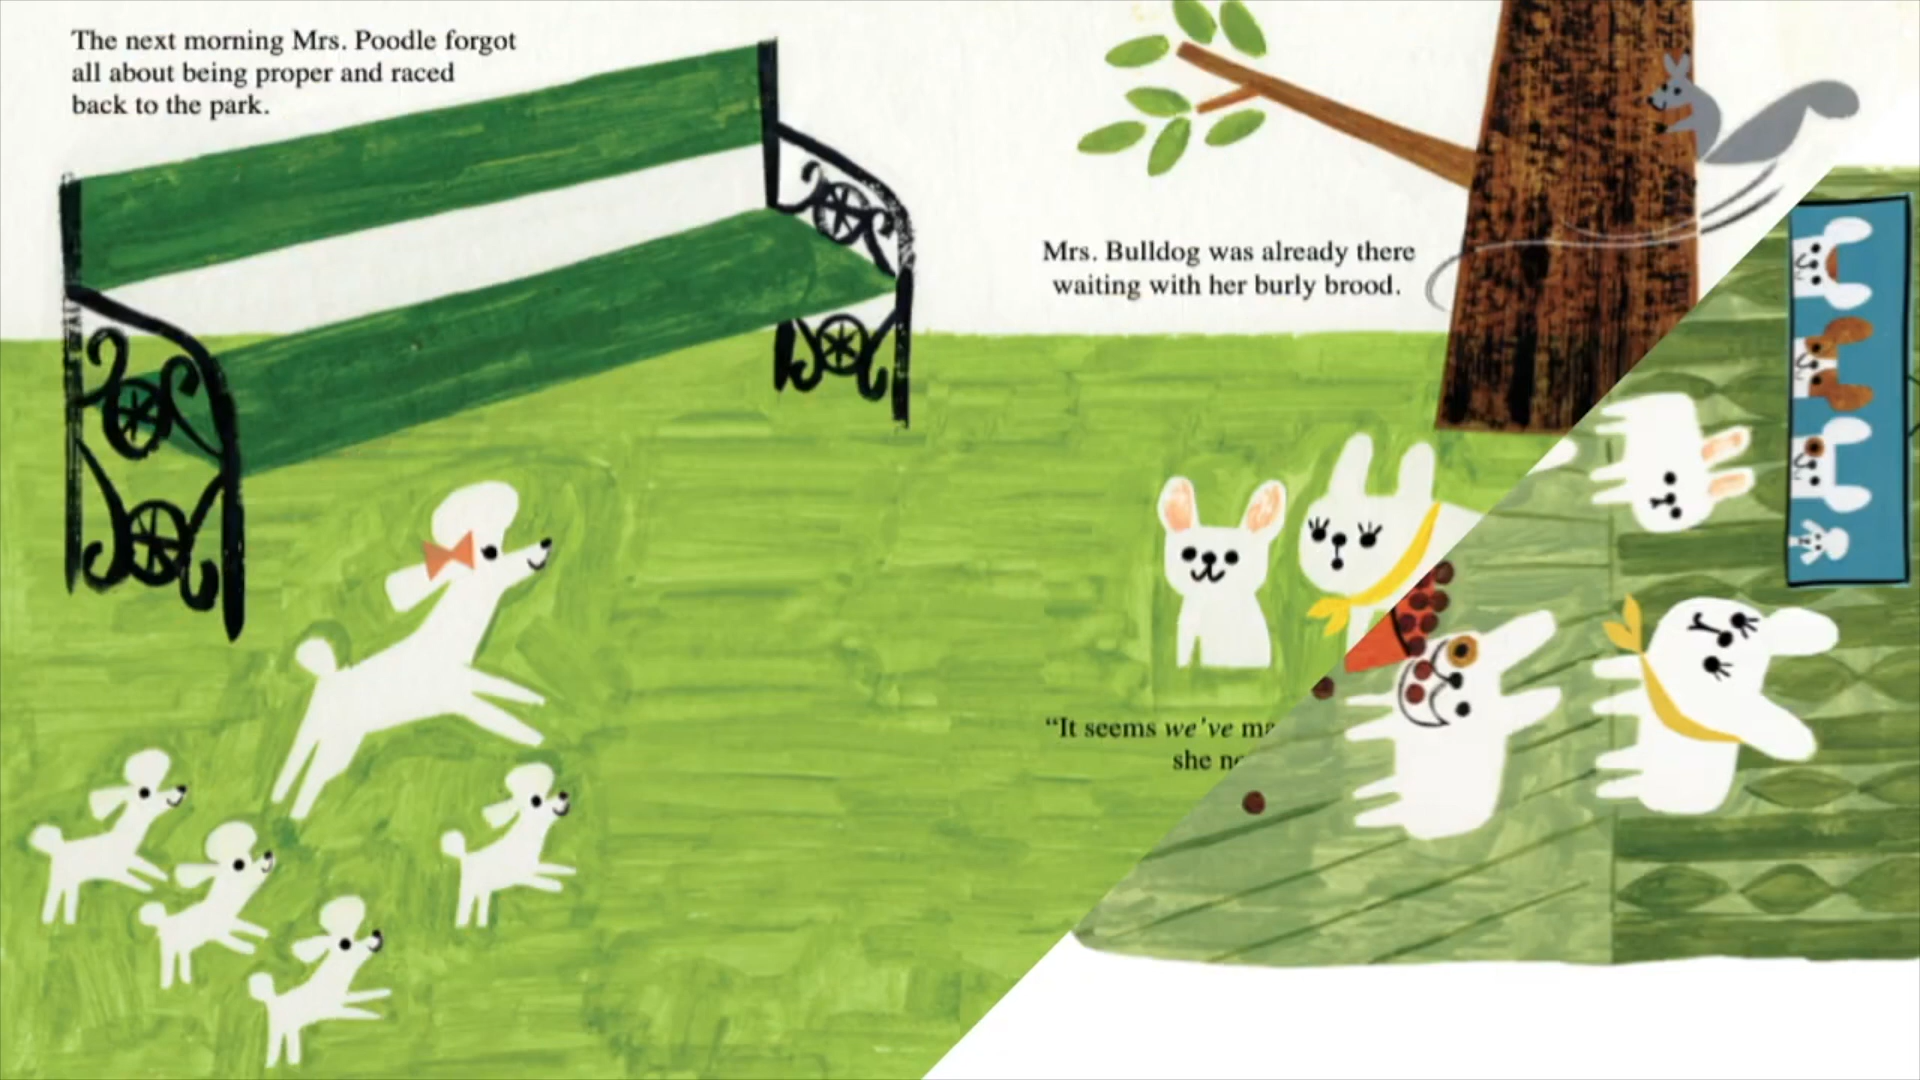 The next morning Mrs. Poodle forgot
all about being proper and raced
back to the park.
Mrs. Bulldog was already there
waiting with her burly brood.
“It seems we’ve
she